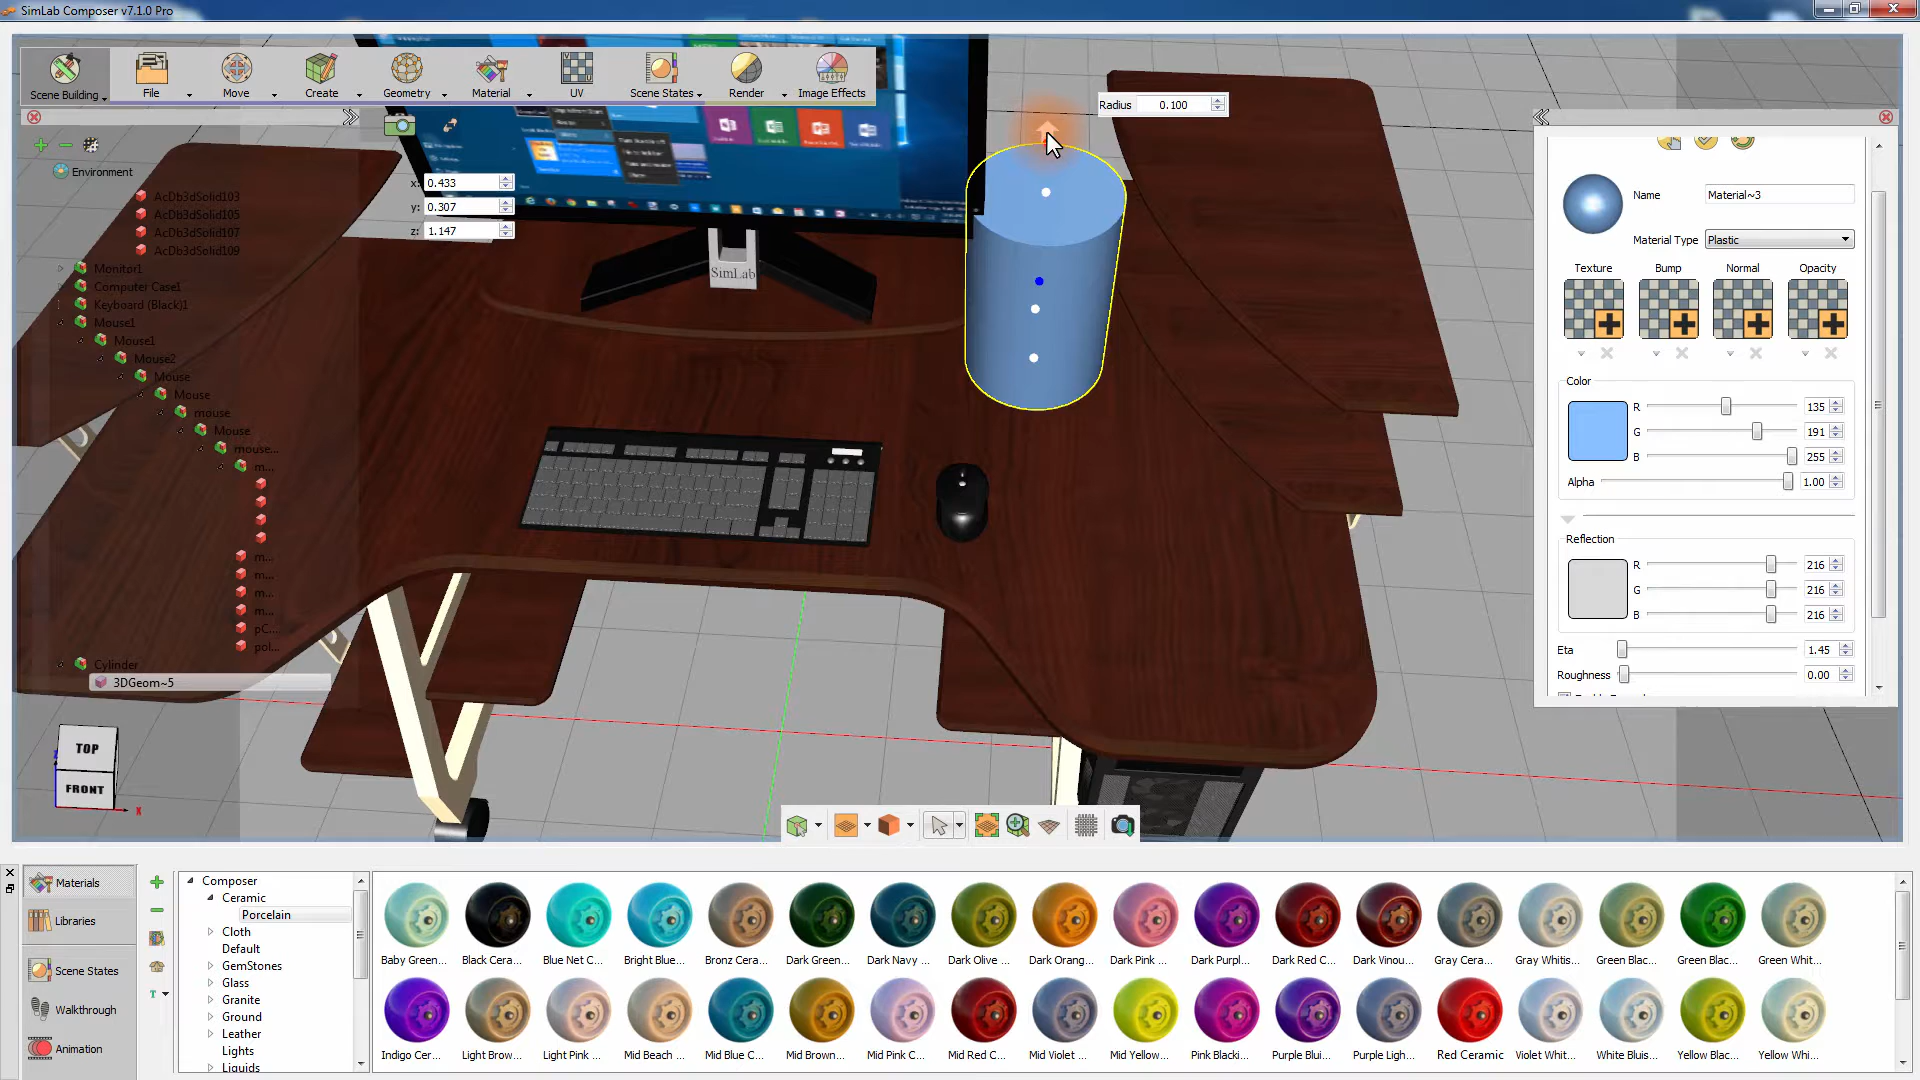 SimLab Composer v7.1.0 Pro
Scene Building
File
Move
Create
Geometry
Material
UV
Scene States
Render
Image Effects
Radius 0.100
Environment
AcDb3dSolid103
AcDb3dSolid105
AcDb3dSolid107
AcDb3dSolid109
Monitor1
Computer Case1
Keyboard (Black)1
Mouse1
Mouse1
Mouse2
Mouse
Mouse
mouse
Mouse
mouse...
m...
m...
m...
m...
m...
pC...
pol...
Cylinder
3DGeom~5
x: 0.433
y: 0.307
z: 1.147
SimLab
TOP
FRONT
x
Name Material~3
Material Type Plastic
Texture Bump Normal Opacity
Color
R 135
G 191
B 255
Alpha 1.00
Reflection
R 216
G 216
B 216
Eta 1.45
Roughness 0.00
Materials
Libraries
Scene States
Walkthrough
Animation
Composer
Ceramic
Porcelain
Cloth
Default
GemStones
Glass
Granite
Ground
Leather
Lights
Liquids
Baby Green... Black Cera... Blue Net C... Bright Blue... Bronz Cera... Dark Green... Dark Navy ... Dark Olive ... Dark Orang... Dark Pink ... Dark Purpl... Dark Red C... Dark Vinou... Gray Cera... Gray Whitis... Green Blac... Green Blac... Green Whit...
Indigo Cer... Light Brow... Light Pink ... Mid Beach ... Mid Blue C... Mid Brown... Mid Pink C... Mid Red C... Mid Violet ... Mid Yellow... Pink Blacki... Purple Blui... Purple Ligh... Red Ceramic Violet Whit... White Bluis... Yellow Blac... Yellow Whi...